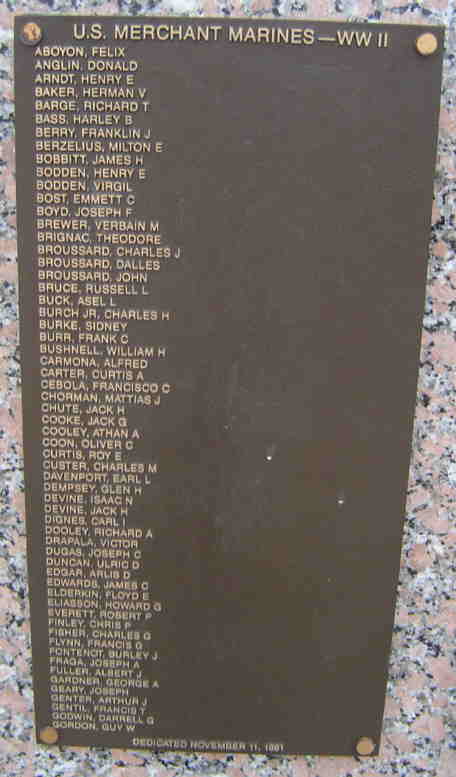 U.S. MERCHANT MARINES—WW II
ABOYON, FELIX
ANGLIN, DONALD
ARNDT, HENRY E
BAKER, HERMAN V
BARGE, RICHARD T
BASS, HARLEY B
BERRY, FRANKLIN J
BERZELIUS, MILTON E
BOBBITT, JAMES H
BODDEN, HENRY E
BODDEN, VIRGIL
BOST, EMMETT C
BOYD, JOSEPH F
BREWER, VERBAIN M
BRIGNAC, THEODORE
BROUSSARD, CHARLES J
BROUSSARD, DALLES
BROUSSARD, JOHN
BRUCE, RUSSELL L
BUCK, ASEL L
BURCH JR, CHARLES H
BURKE, SIDNEY
BURR, FRANK C
BUSHNELL, WILLIAM H
CARMONA, ALFRED
CARTER, CURTIS A
CEBOLA, FRANCISCO C
CHORMAN, MATTIAS J
CHUTE, JACK H
COOKE, JACK G
COOLEY, ATHAN A
COON, OLIVER C
CURTIS, ROY E
CUSTER, CHARLES M
DAVENPORT, EARL L
DEMPSEY, GLEN H
DEVINE, ISAAC N
DEVINE, JACK H
DIGNES, CARL I
DOOLEY, RICHARD A
DRAPALA, VICTOR
DUGAS, JOSEPH C
DUNCAN, ULRIC D
EDGAR, ARLIS D
EDWARDS, JAMES C
ELDERKIN, FLOYD E
ELIASSON, HOWARD G
EVERETT, ROBERT P
FINLEY, CHRIS P
FISHER, CHARLES G
FLYNN, FRANCIS G
FONTENOT, BURLEY J
FRAGA, JOSEPH A
FULLER, ALBERT J
GARDNER, GEORGE A
GEARY, JOSEPH
GENTER, ARTHUR J
GENTIL, FRANCIS T
GODWIN, DARRELL G
GORDON, GUY W
DEDICATED NOVEMBER 11, 1991